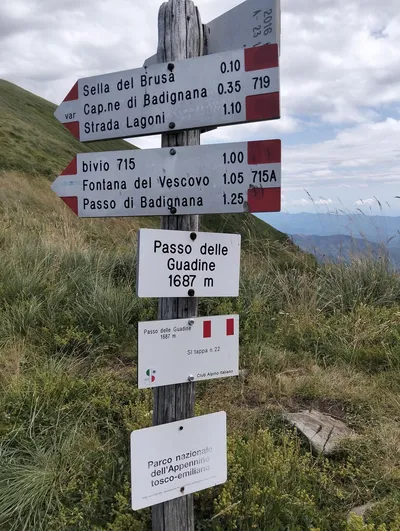 2016
Sella del Brusà 0.10
var Cap.ne di Badignana 0.35 719
Strada Lagoni 1.10
bivio 715 1.00
Fontana del Vescovo 1.05 715A
Passo di Badignana 1.25
Passo delle
Guadine
1687 m
Passo delle Guadine
1687 m
SI tappa n. 22
Club Alpino Italiano
Parco nazionale
dell'Appennino
tosco-emiliano